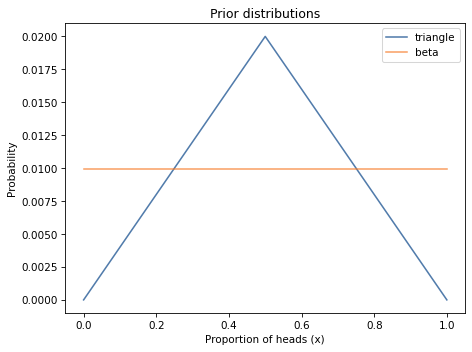 Prior distributions
triangle
beta
Probability
0.0200
0.0175
0.0150
0.0125
0.0100
0.0075
0.0050
0.0025
0.0000
0.0 0.2 0.4 0.6 0.8 1.0
Proportion of heads (x)